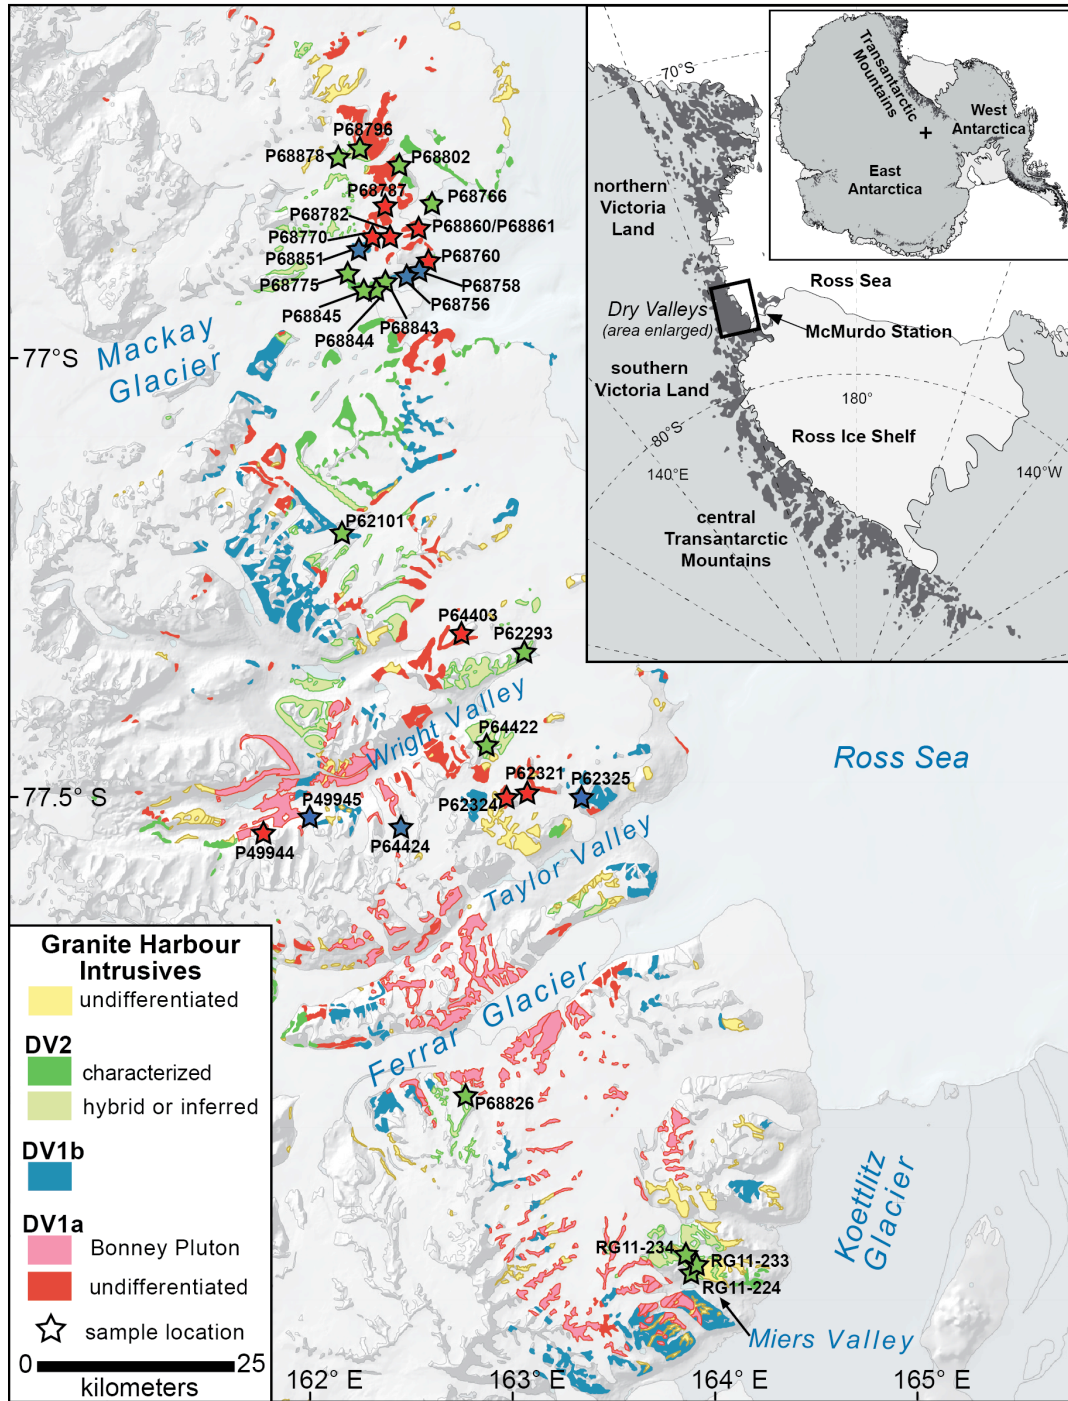 P68796
P68878
P68802
P68787
P68766
P68782
P68860/P68861
P68770
P68851
P68760
P68775
P68758
P68756
P68845
P68843
P68844
Mackay
Glacier
77°S
P62101
P64403
P62293
Wright Valley
P64422
P62321
P62325
P62324
77.5° S
P49945
P49944
P64424
Taylor Valley
Ross Sea
Ferrar Glacier
P68826
Koettlitz
Glacier
RG11-234
RG11-233
RG11-224
Miers Valley
162° E
163° E
164° E
165° E
70°S
northern
Victoria
Land
Ross Sea
Dry Valleys
(area enlarged)
McMurdo Station
southern
Victoria Land
180°
80°S
Ross Ice Shelf
140°E
140°W
central
Transantarctic
Mountains
Transantarctic
Mountains
West
Antarctica
East
Antarctica
Granite Harbour
Intrusives
undifferentiated
DV2
characterized
hybrid or inferred
DV1b
DV1a
Bonney Pluton
undifferentiated
sample location
0 25
kilometers